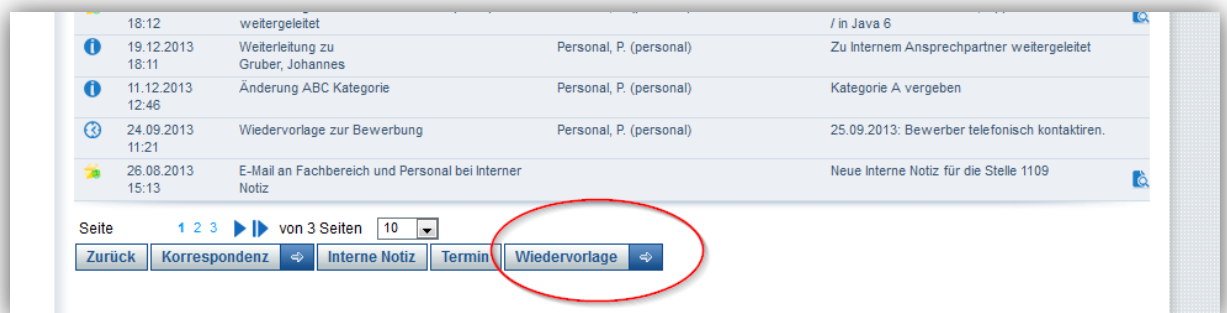 18:12 weitergeleitet / in Java 6
19.12.2013 Weiterleitung zu Personal, P. (personal) Zu Internem Ansprechpartner weitergeleitet
18:11 Gruber, Johannes
11.12.2013 Änderung ABC Kategorie Personal, P. (personal) Kategorie A vergeben
12:46
24.09.2013 Wiedervorlage zur Bewerbung Personal, P. (personal) 25.09.2013: Bewerber telefonisch kontaktiren.
11:21
26.08.2013 E-Mail an Fachbereich und Personal bei Interner Neue Interne Notiz für die Stelle 1109
15:13 Notiz
Seite 1 2 3 von 3 Seiten 10
Zurück Korrespondenz Interne Notiz Termin Wiedervorlage